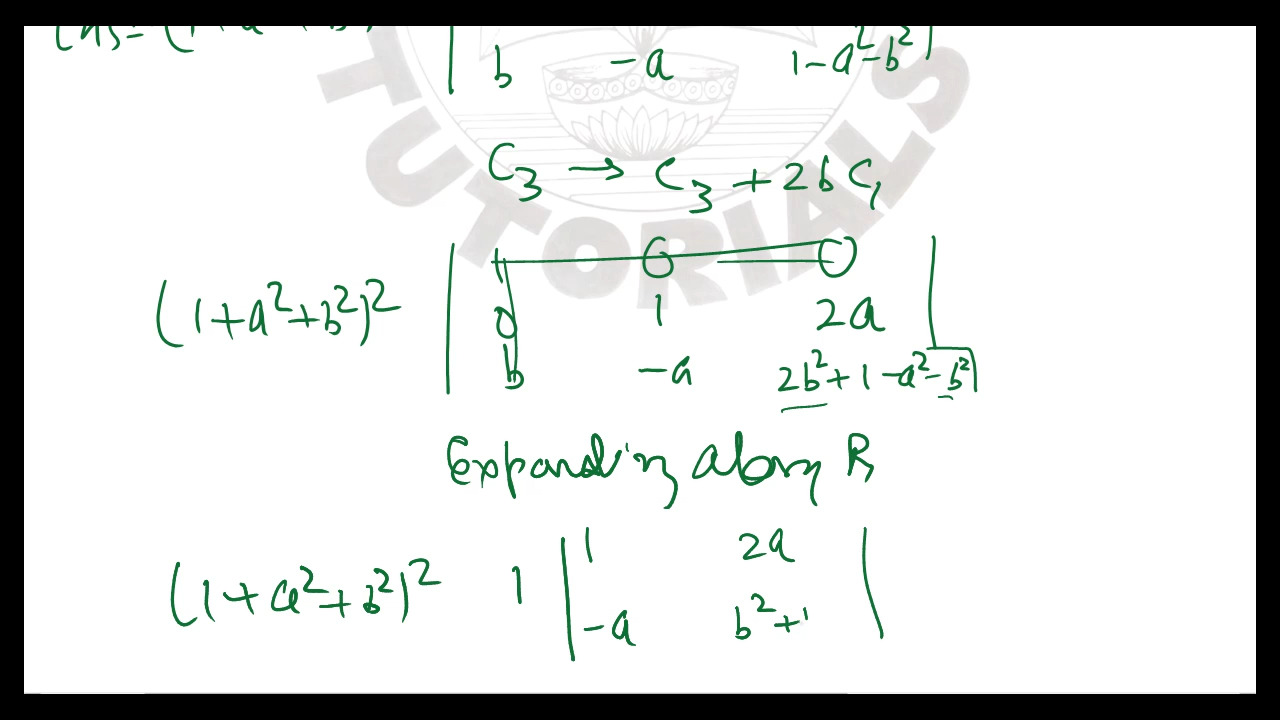 b -a 1-a²-b²
C₃ → C₃ + 2b C₁
1 0 0
(1+a²+b²)² 0 1 2a
b -a 2b²+1-a²-b²
Expanding along R₁
1 2a
(1+a²+b²)² 1
-a b²+1
TUTORIALS